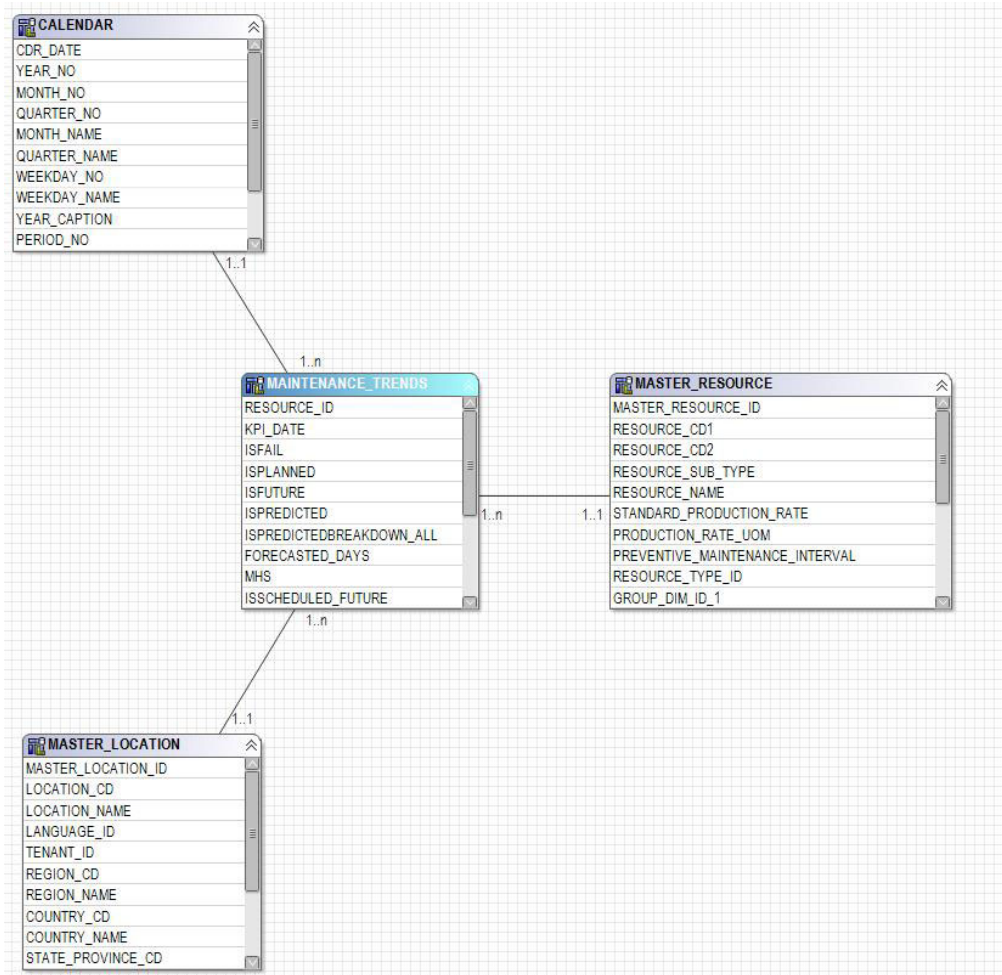 CALENDAR
CDR_DATE
YEAR_NO
MONTH_NO
QUARTER_NO
MONTH_NAME
QUARTER_NAME
WEEKDAY_NO
WEEKDAY_NAME
YEAR_CAPTION
PERIOD_NO
1..1
1..n
MAINTENANCE_TRENDS
RESOURCE_ID
KPI_DATE
ISFAIL
ISPLANNED
ISFUTURE
ISPREDICTED
ISPREDICTEDBREAKDOWN_ALL
FORECASTED_DAYS
MHS
ISSCHEDULED_FUTURE
1..n
1..1
MASTER_RESOURCE
MASTER_RESOURCE_ID
RESOURCE_CD1
RESOURCE_CD2
RESOURCE_SUB_TYPE
RESOURCE_NAME
STANDARD_PRODUCTION_RATE
PRODUCTION_RATE_UOM
PREVENTIVE_MAINTENANCE_INTERVAL
RESOURCE_TYPE_ID
GROUP_DIM_ID_1
1..n
1..1
MASTER_LOCATION
MASTER_LOCATION_ID
LOCATION_CD
LOCATION_NAME
LANGUAGE_ID
TENANT_ID
REGION_CD
REGION_NAME
COUNTRY_CD
COUNTRY_NAME
STATE_PROVINCE_CD